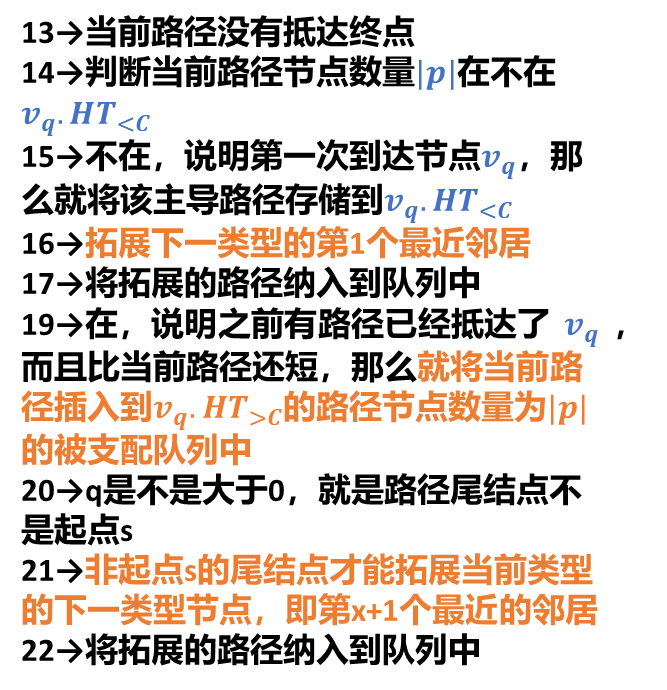 13→当前路径没有抵达终点
14→判断当前路径节点数量|p|在不在
v_q.HT_{<C}
15→不在，说明第一次到达节点v_q，那
么就将该主导路径存储到v_q.HT_{<C}
16→拓展下一类型的第1个最近邻居
17→将拓展的路径纳入到队列中
19→在，说明之前有路径已经抵达了 v_q ，
而且比当前路径还短，那么就将当前路
径插入到v_q.HT_{>C}的路径节点数量为|p|
的被支配队列中
20→q是不是大于0，就是路径尾结点不
是起点s
21→非起点s的尾结点才能拓展当前类型
的下一类型节点，即第x+1个最近的邻居
22→将拓展的路径纳入到队列中